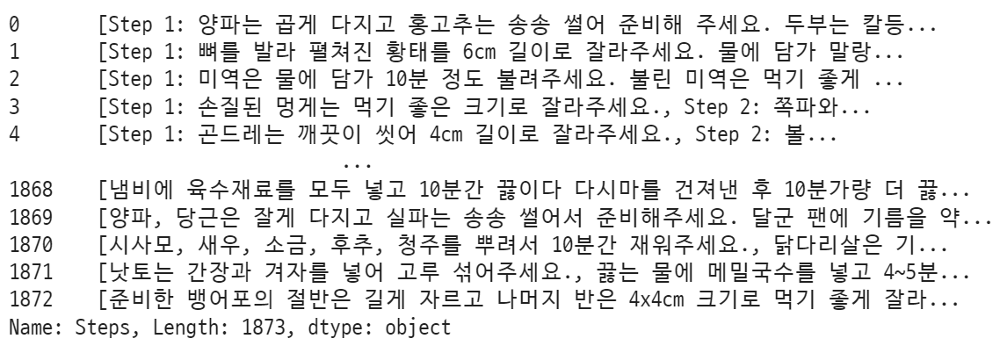 0 [Step 1: 양파는 곱게 다지고 홍고추는 송송 썰어 준비해 주세요. 두부는 칼등...
1 [Step 1: 뼈를 발라 펼쳐진 황태를 6cm 길이로 잘라주세요. 물에 담가 말랑...
2 [Step 1: 미역은 물에 담가 10분 정도 불려주세요. 불린 미역은 먹기 좋게 ...
3 [Step 1: 손질된 멍게는 먹기 좋은 크기로 잘라주세요., Step 2: 쪽파와...
4 [Step 1: 곤드레는 깨끗이 씻어 4cm 길이로 잘라주세요., Step 2: 볼...
...
1868 [냄비에 육수재료를 모두 넣고 10분간 끓이다 다시마를 건져낸 후 10분가량 더 끓...
1869 [양파, 당근은 잘게 다지고 실파는 송송 썰어서 준비해주세요. 달군 팬에 기름을 약...
1870 [시사모, 새우, 소금, 후추, 청주를 뿌려서 10분간 재워주세요., 닭다리살은 기...
1871 [낫토는 간장과 겨자를 넣어 고루 섞어주세요., 끓는 물에 메밀국수를 넣고 4~5분...
1872 [준비한 뱅어포의 절반은 길게 자르고 나머지 반은 4x4cm 크기로 먹기 좋게 잘라...
Name: Steps, Length: 1873, dtype: object